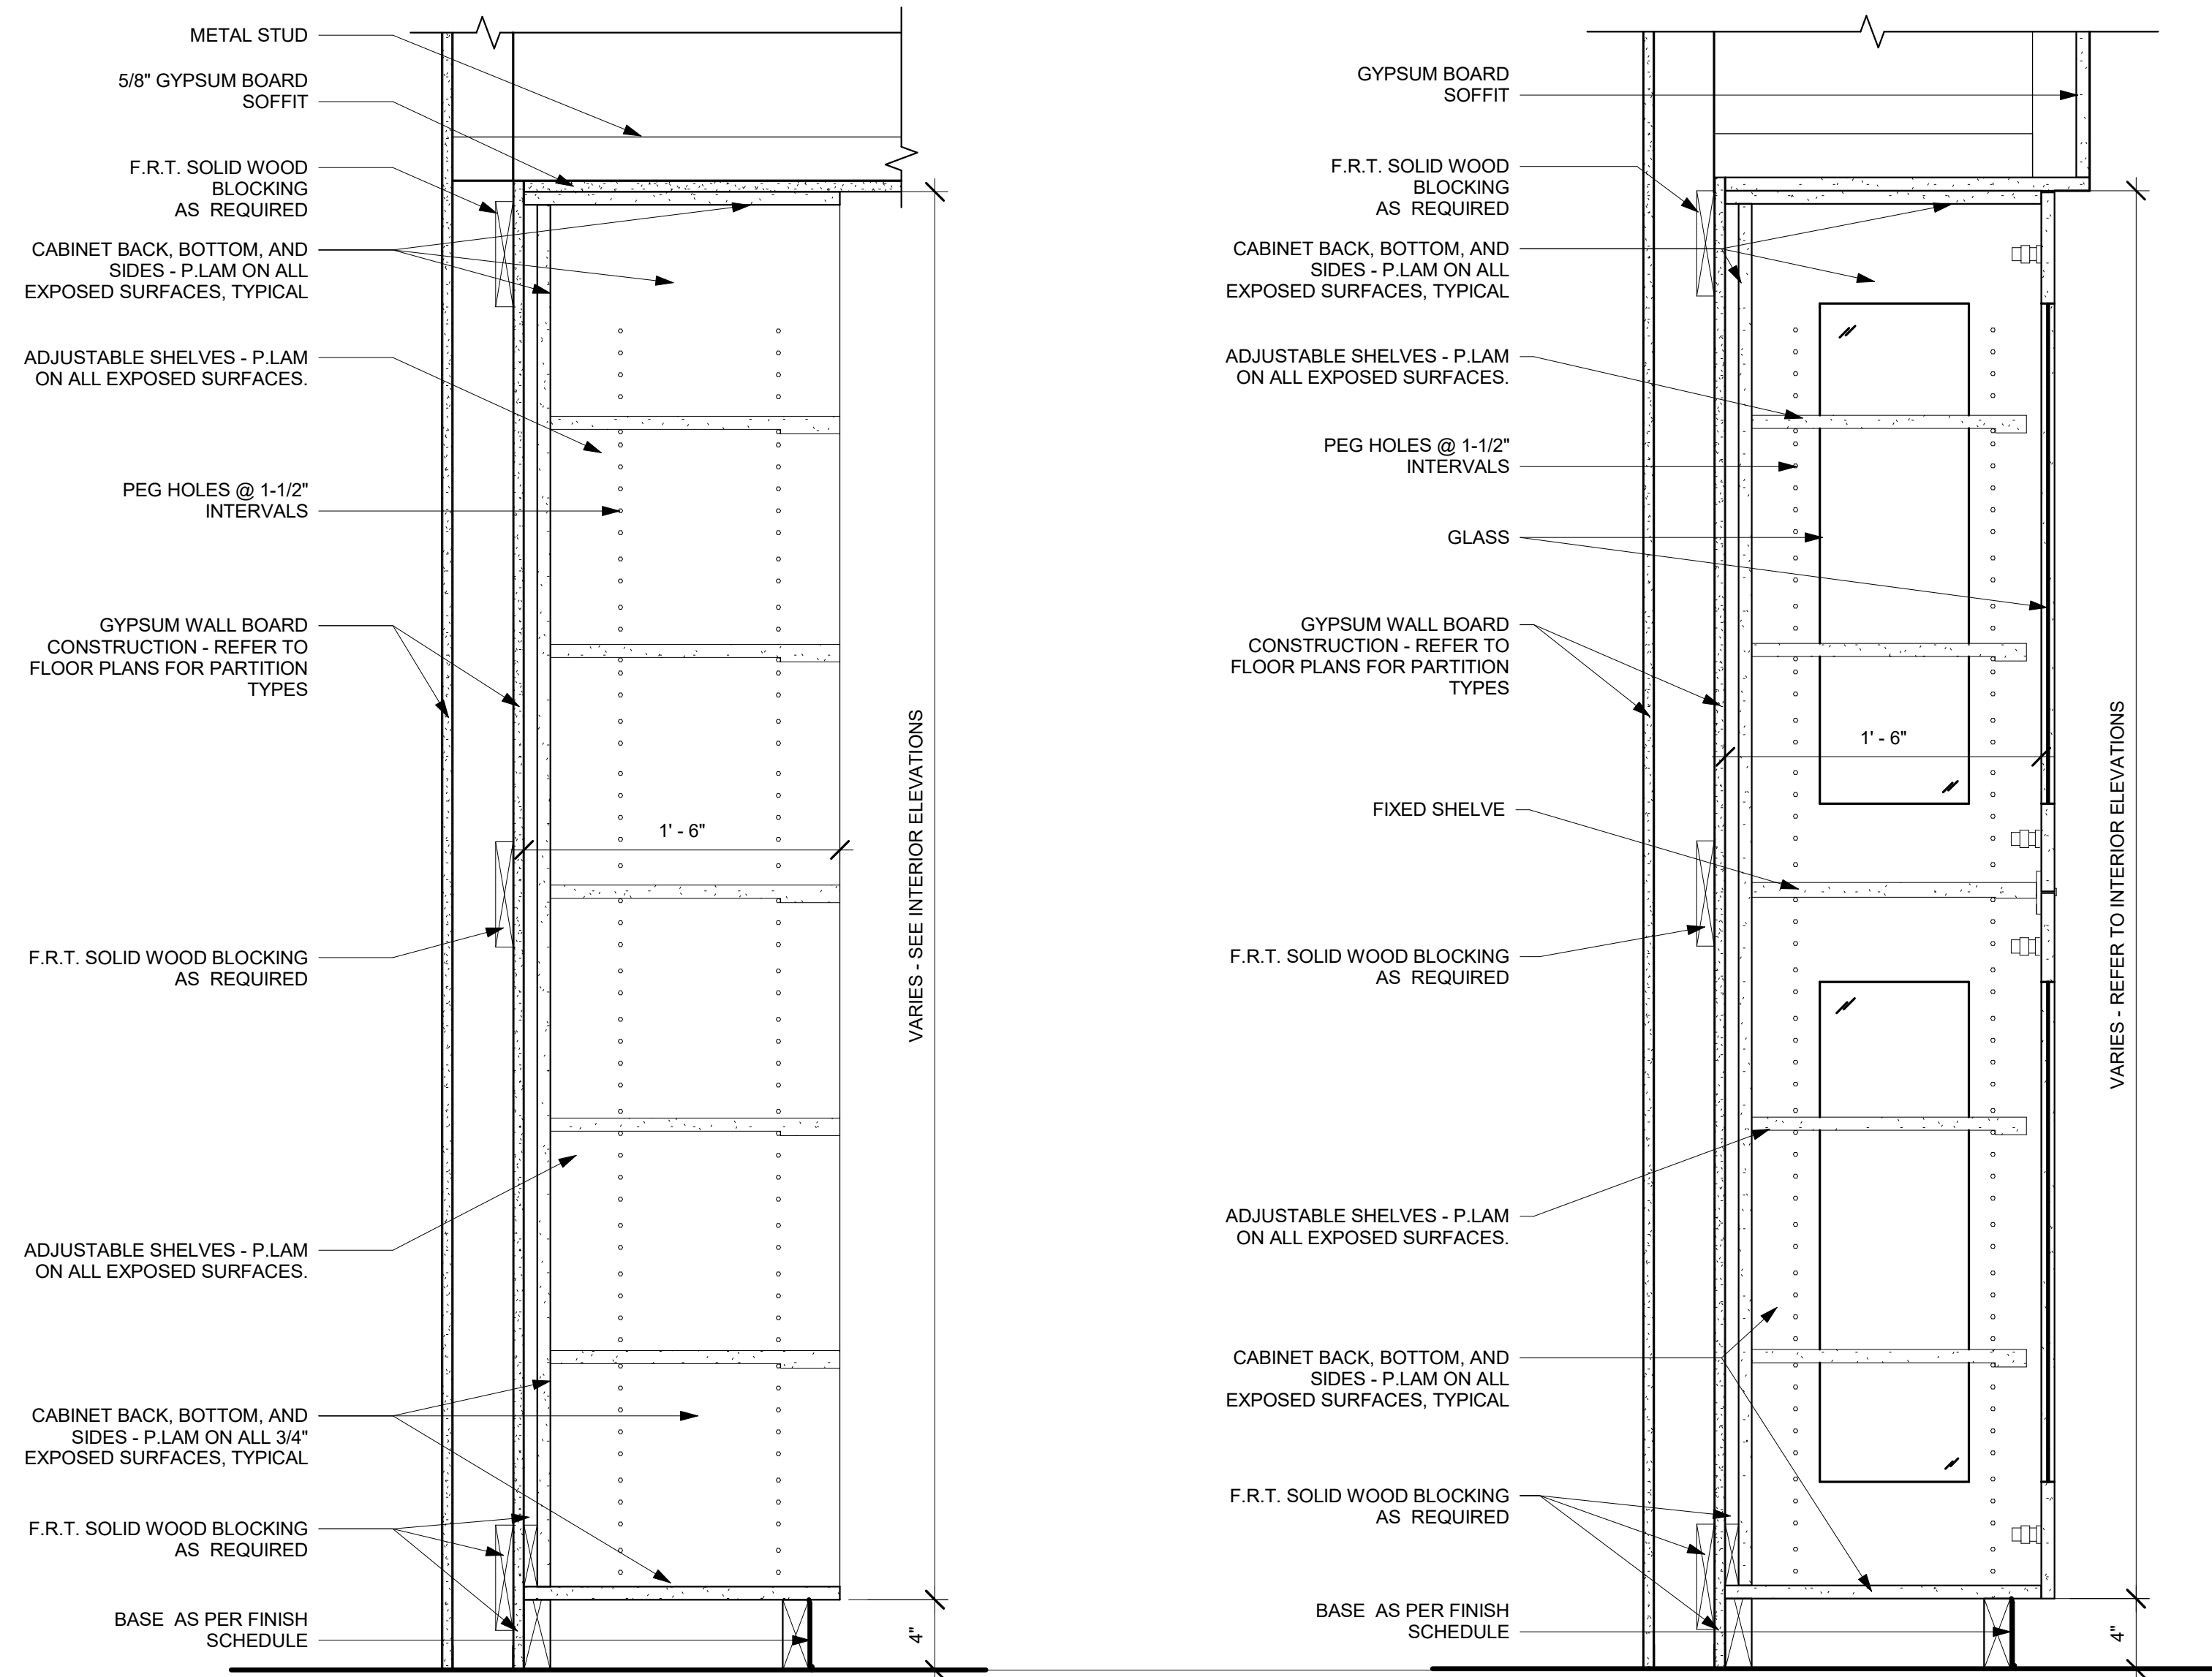 METAL STUD
5/8" GYPSUM BOARD
SOFFIT
F.R.T. SOLID WOOD
BLOCKING
AS REQUIRED
CABINET BACK, BOTTOM, AND
SIDES - P.LAM ON ALL
EXPOSED SURFACES, TYPICAL
ADJUSTABLE SHELVES - P.LAM
ON ALL EXPOSED SURFACES.
PEG HOLES @ 1-1/2"
INTERVALS
GYPSUM WALL BOARD
CONSTRUCTION - REFER TO
FLOOR PLANS FOR PARTITION
TYPES
1' - 6"
F.R.T. SOLID WOOD BLOCKING
AS REQUIRED
ADJUSTABLE SHELVES - P.LAM
ON ALL EXPOSED SURFACES.
CABINET BACK, BOTTOM, AND
SIDES - P.LAM ON ALL 3/4"
EXPOSED SURFACES, TYPICAL
F.R.T. SOLID WOOD BLOCKING
AS REQUIRED
BASE AS PER FINISH
SCHEDULE
VARIES - SEE INTERIOR ELEVATIONS
4"
GYPSUM BOARD
SOFFIT
F.R.T. SOLID WOOD
BLOCKING
AS REQUIRED
CABINET BACK, BOTTOM, AND
SIDES - P.LAM ON ALL
EXPOSED SURFACES, TYPICAL
ADJUSTABLE SHELVES - P.LAM
ON ALL EXPOSED SURFACES.
PEG HOLES @ 1-1/2"
INTERVALS
GLASS
GYPSUM WALL BOARD
CONSTRUCTION - REFER TO
FLOOR PLANS FOR PARTITION
TYPES
1' - 6"
FIXED SHELVE
F.R.T. SOLID WOOD BLOCKING
AS REQUIRED
ADJUSTABLE SHELVES - P.LAM
ON ALL EXPOSED SURFACES.
CABINET BACK, BOTTOM, AND
SIDES - P.LAM ON ALL
EXPOSED SURFACES, TYPICAL
F.R.T. SOLID WOOD BLOCKING
AS REQUIRED
BASE AS PER FINISH
SCHEDULE
VARIES - REFER TO INTERIOR ELEVATIONS
4"